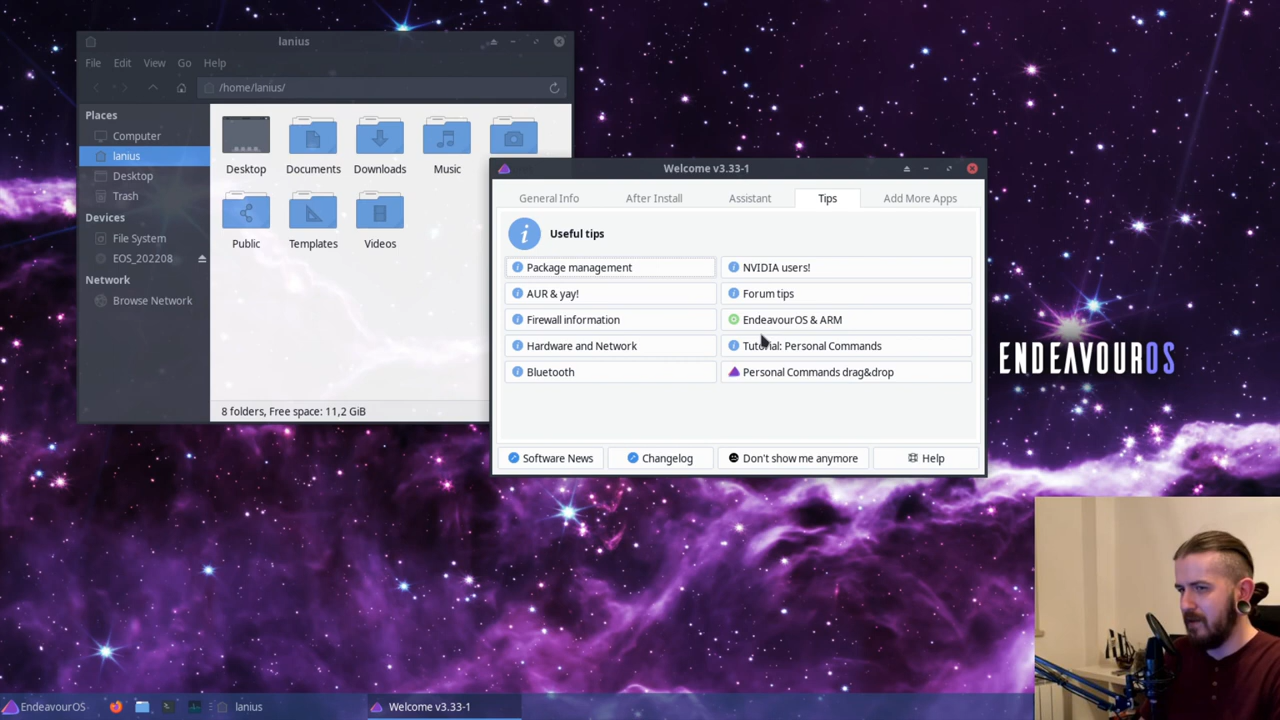 lanius
File Edit View Go Help
/home/lanius/
Places
Computer
lanius
Desktop
Trash
Devices
File System
EOS_202208
Network
Browse Network
Desktop Documents Downloads Music
Public Templates Videos
8 folders, Free space: 11,2 GiB
Welcome v3.33-1
General Info After Install Assistant Tips Add More Apps
Useful tips
Package management NVIDIA users!
AUR & yay! Forum tips
Firewall information EndeavourOS & ARM
Hardware and Network Tutorial: Personal Commands
Bluetooth Personal Commands drag&drop
Software News Changelog Don't show me anymore Help
ENDEAVOUROS
EndeavourOS lanius Welcome v3.33-1